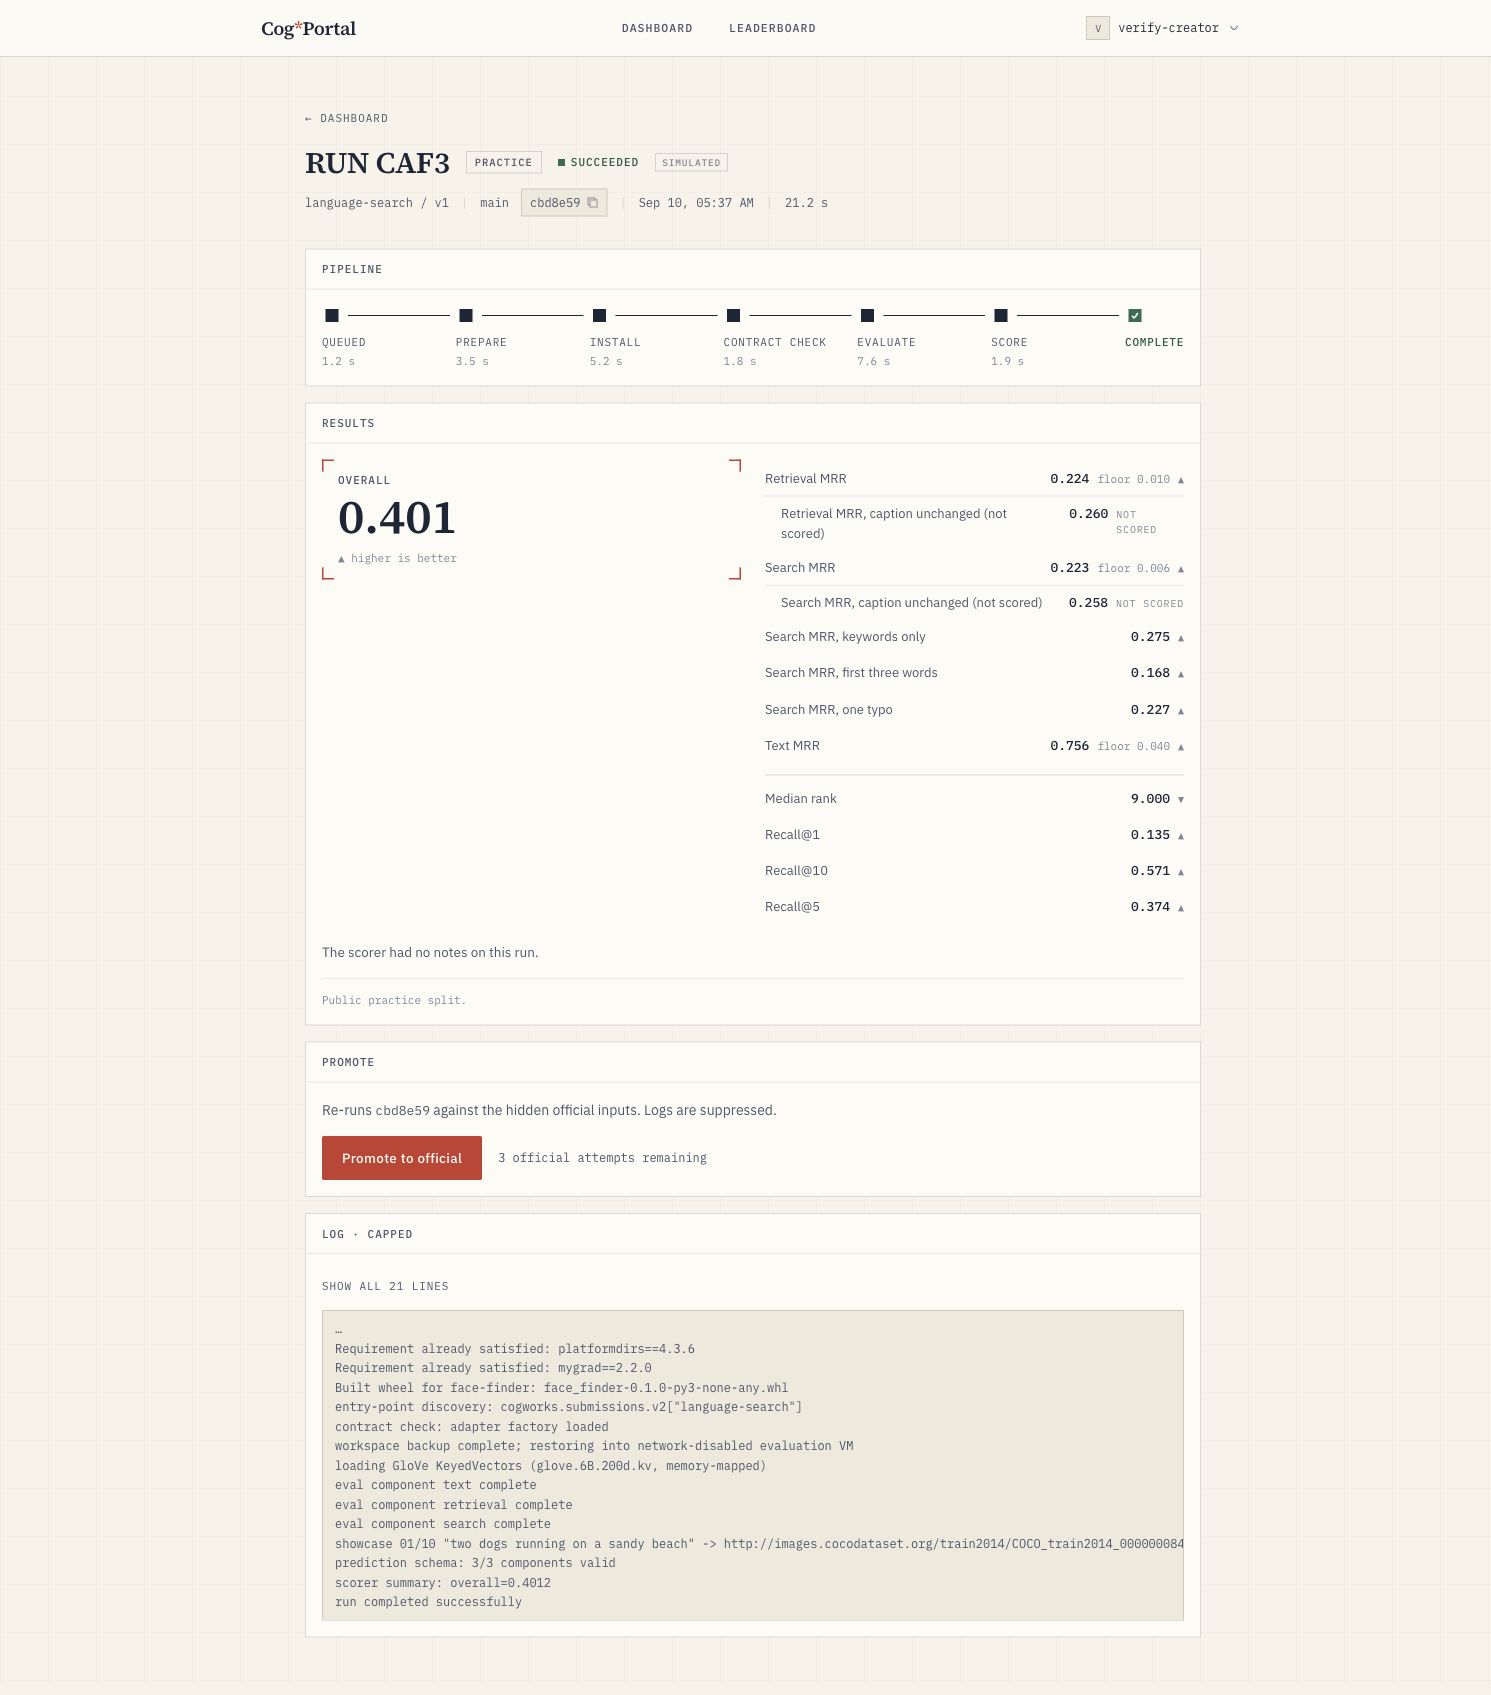 Cog*Portal
DASHBOARD LEADERBOARD
V verify-creator
← DASHBOARD
RUN CAF3 PRACTICE SUCCEEDED SIMULATED
language-search / v1 | main cbd8e59 | Sep 10, 05:37 AM | 21.2 s
PIPELINE
QUEUED PREPARE INSTALL CONTRACT CHECK EVALUATE SCORE COMPLETE
1.2 s 3.5 s 5.2 s 1.8 s 7.6 s 1.9 s
RESULTS
OVERALL
0.401
▲ higher is better
Retrieval MRR 0.224 floor 0.010 ▲
Retrieval MRR, caption unchanged (not scored) 0.260 NOT SCORED
Search MRR 0.223 floor 0.006 ▲
Search MRR, caption unchanged (not scored) 0.258 NOT SCORED
Search MRR, keywords only 0.275 ▲
Search MRR, first three words 0.168 ▲
Search MRR, one typo 0.227 ▲
Text MRR 0.756 floor 0.040 ▲
Median rank 9.000 ▼
Recall@1 0.135 ▲
Recall@10 0.571 ▲
Recall@5 0.374 ▲
The scorer had no notes on this run.
Public practice split.
PROMOTE
Re-runs cbd8e59 against the hidden official inputs. Logs are suppressed.
Promote to official 3 official attempts remaining
LOG · CAPPED
SHOW ALL 21 LINES
…
Requirement already satisfied: platformdirs==4.3.6
Requirement already satisfied: mygrad==2.2.0
Built wheel for face-finder: face_finder-0.1.0-py3-none-any.whl
entry-point discovery: cogworks.submissions.v2["language-search"]
contract check: adapter factory loaded
workspace backup complete; restoring into network-disabled evaluation VM
loading GloVe KeyedVectors (glove.6B.200d.kv, memory-mapped)
eval component text complete
eval component retrieval complete
eval component search complete
showcase 01/10 "two dogs running on a sandy beach" -> http://images.cocodataset.org/train2014/COCO_train2014_000000084
prediction schema: 3/3 components valid
scorer summary: overall=0.4012
run completed successfully